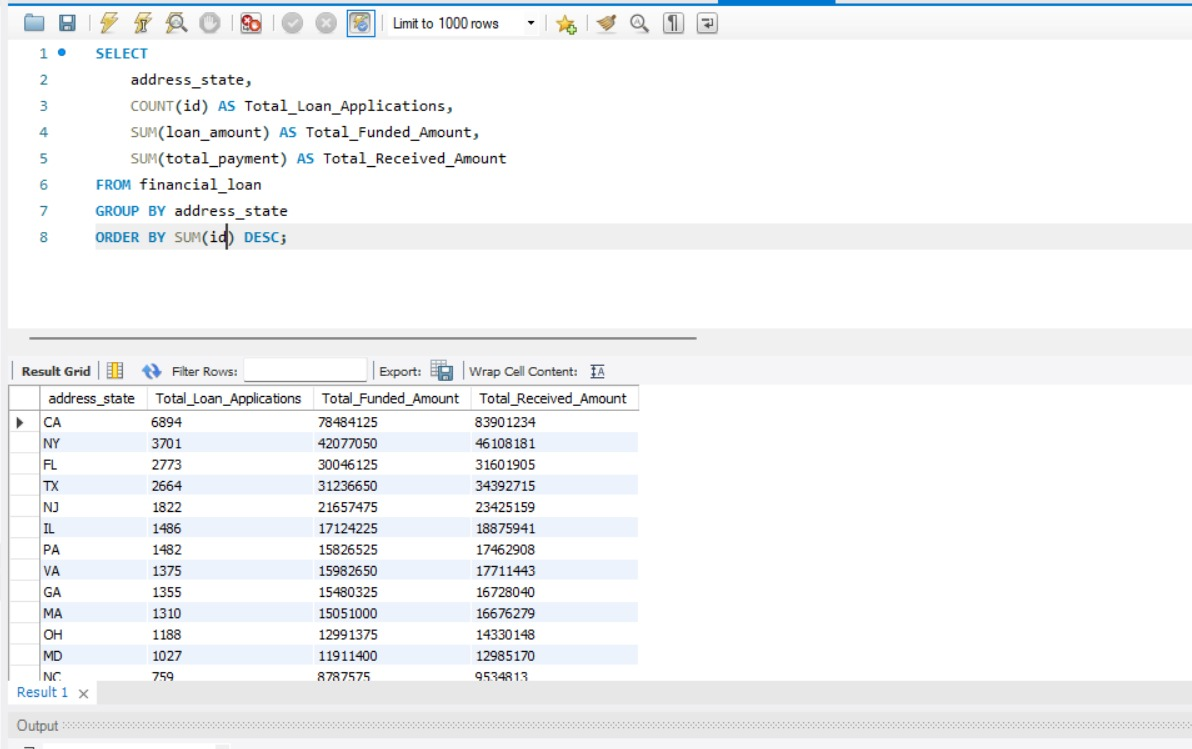 Limit to 1000 rows
1 SELECT
2 address_state,
3 COUNT(id) AS Total_Loan_Applications,
4 SUM(loan_amount) AS Total_Funded_Amount,
5 SUM(total_payment) AS Total_Received_Amount
6 FROM financial_loan
7 GROUP BY address_state
8 ORDER BY SUM(id) DESC;
Result Grid Filter Rows: Export: Wrap Cell Content: IA
address_state Total_Loan_Applications Total_Funded_Amount Total_Received_Amount
CA 6894 78484125 83901234
NY 3701 42077050 46108181
FL 2773 30046125 31601905
TX 2664 31236650 34392715
NJ 1822 21657475 23425159
IL 1486 17124225 18875941
PA 1482 15826525 17462908
VA 1375 15982650 17711443
GA 1355 15480325 16728040
MA 1310 15051000 16676279
OH 1188 12991375 14330148
MD 1027 11911400 12985170
NC 759 8787575 9534813
Result 1
Output